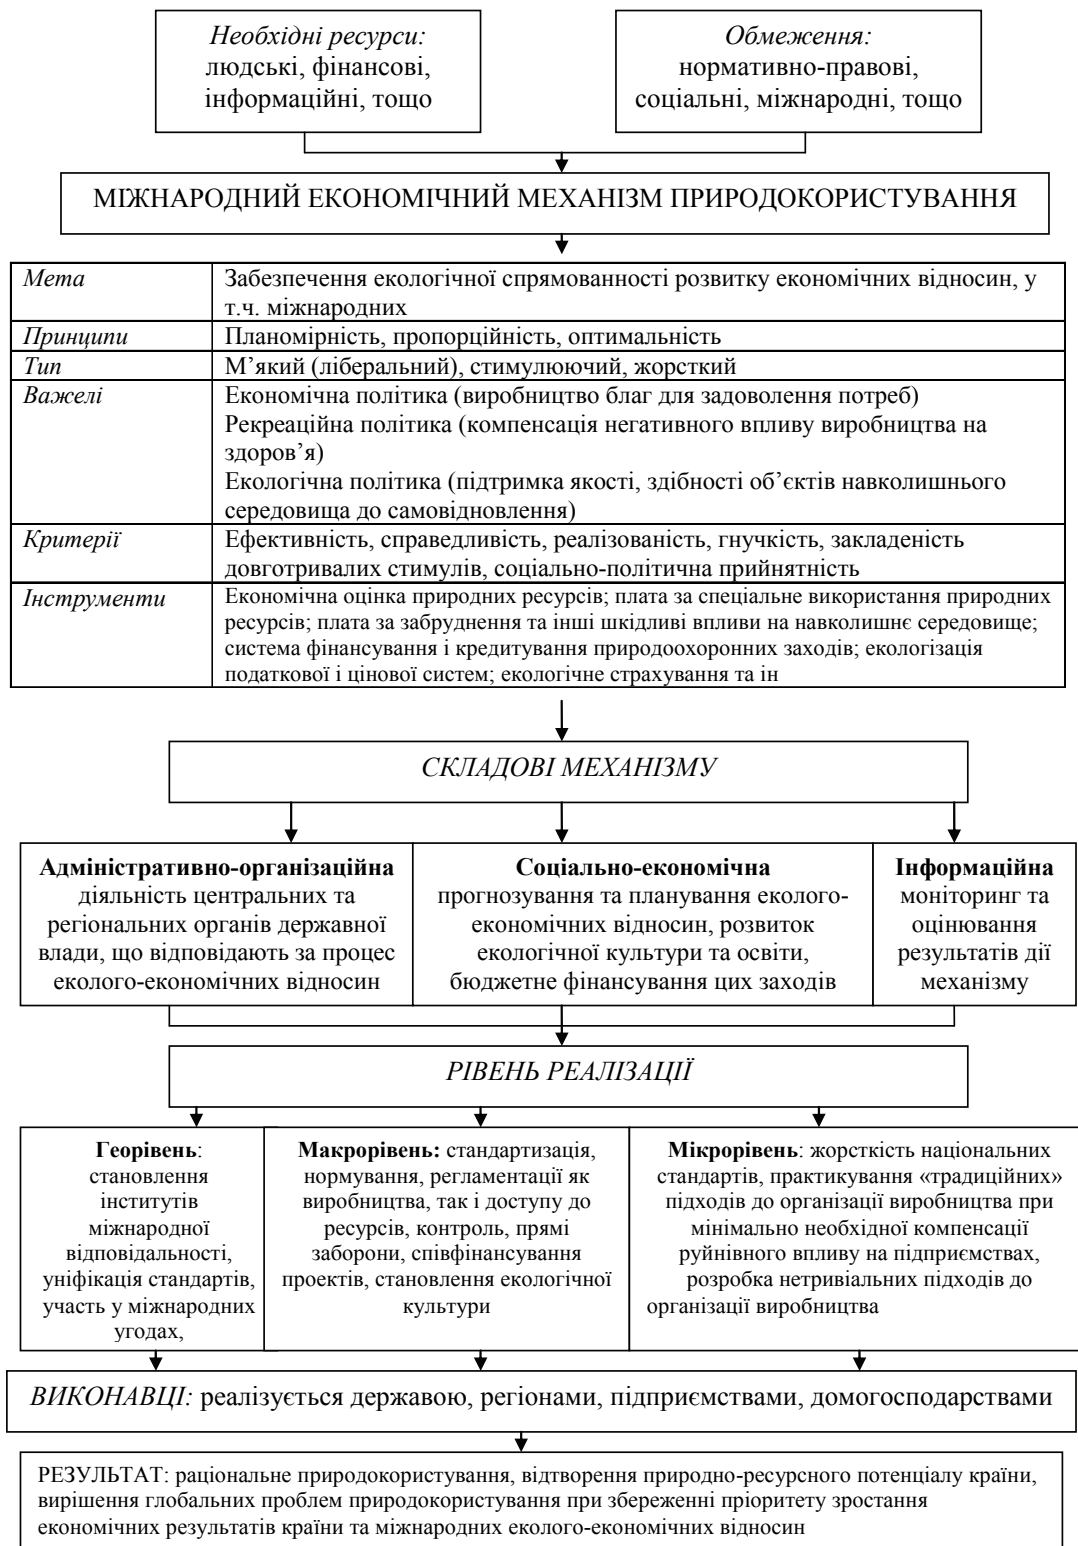 Необхідні ресурси:
людські, фінансові,
інформаційні, тощо
Обмеження:
нормативно-правові,
соціальні, міжнародні, тощо
МІЖНАРОДНИЙ ЕКОНОМІЧНИЙ МЕХАНІЗМ ПРИРОДОКОРИСТУВАННЯ
Мета
Забезпечення екологічної спрямованності розвитку економічних відносин, у
т.ч. міжнародних
Принципи
Планомірність, пропорційність, оптимальність
Тип
М’який (ліберальний), стимулюючий, жорсткий
Важелі
Економічна політика (виробництво благ для задоволення потреб)
Рекреаційна політика (компенсація негативного впливу виробництва на
здоров’я)
Екологічна політика (підтримка якості, здібності об’єктів навколишнього
середовища до самовідновлення)
Критерії
Ефективність, справедливість, реалізованість, гнучкість, закладеність
довготривалих стимулів, соціально-політична прийнятність
Інструменти
Економічна оцінка природних ресурсів; плата за спеціальне використання природних
ресурсів; плата за забруднення та інші шкідливі впливи на навколишнє середовище;
система фінансування і кредитування природоохоронних заходів; екологізація
податкової і цінової систем; екологічне страхування та ін
СКЛАДОВІ МЕХАНІЗМУ
Адміністративно-організаційна
діяльність центральних та
регіональних органів державної
влади, що відповідають за процес
еколого-економічних відносин
Соціально-економічна
прогнозування та планування еколого-
економічних відносин, розвиток
екологічної культури та освіти,
бюджетне фінансування цих заходів
Інформаційна
моніторинг та
оцінювання
результатів дії
механізму
РІВЕНЬ РЕАЛІЗАЦІЇ
Георівень:
становлення
інститутів
міжнародної
відповідальності,
уніфікація стандартів,
участь у міжнародних
угодах,
Макрорівень: стандартизація,
нормування, регламентації як
виробництва, так і доступу до
ресурсів, контроль, прямі
заборони, співфінансування
проектів, становлення екологічної
культури
Мікрорівень: жорсткість національних
стандартів, практикування «традиційних»
підходів до організації виробництва при
мінімально необхідної компенсації
руйнівного впливу на підприємствах,
розробка нетривіальних підходів до
організації виробництва
ВИКОНАВЦІ: реалізується державою, регіонами, підприємствами, домогосподарствами
РЕЗУЛЬТАТ: раціональне природокористування, відтворення природно-ресурсного потенціалу країни,
вирішення глобальних проблем природокористування при збереженні пріоритету зростання
економічних результатів країни та міжнародних еколого-економічних відносин